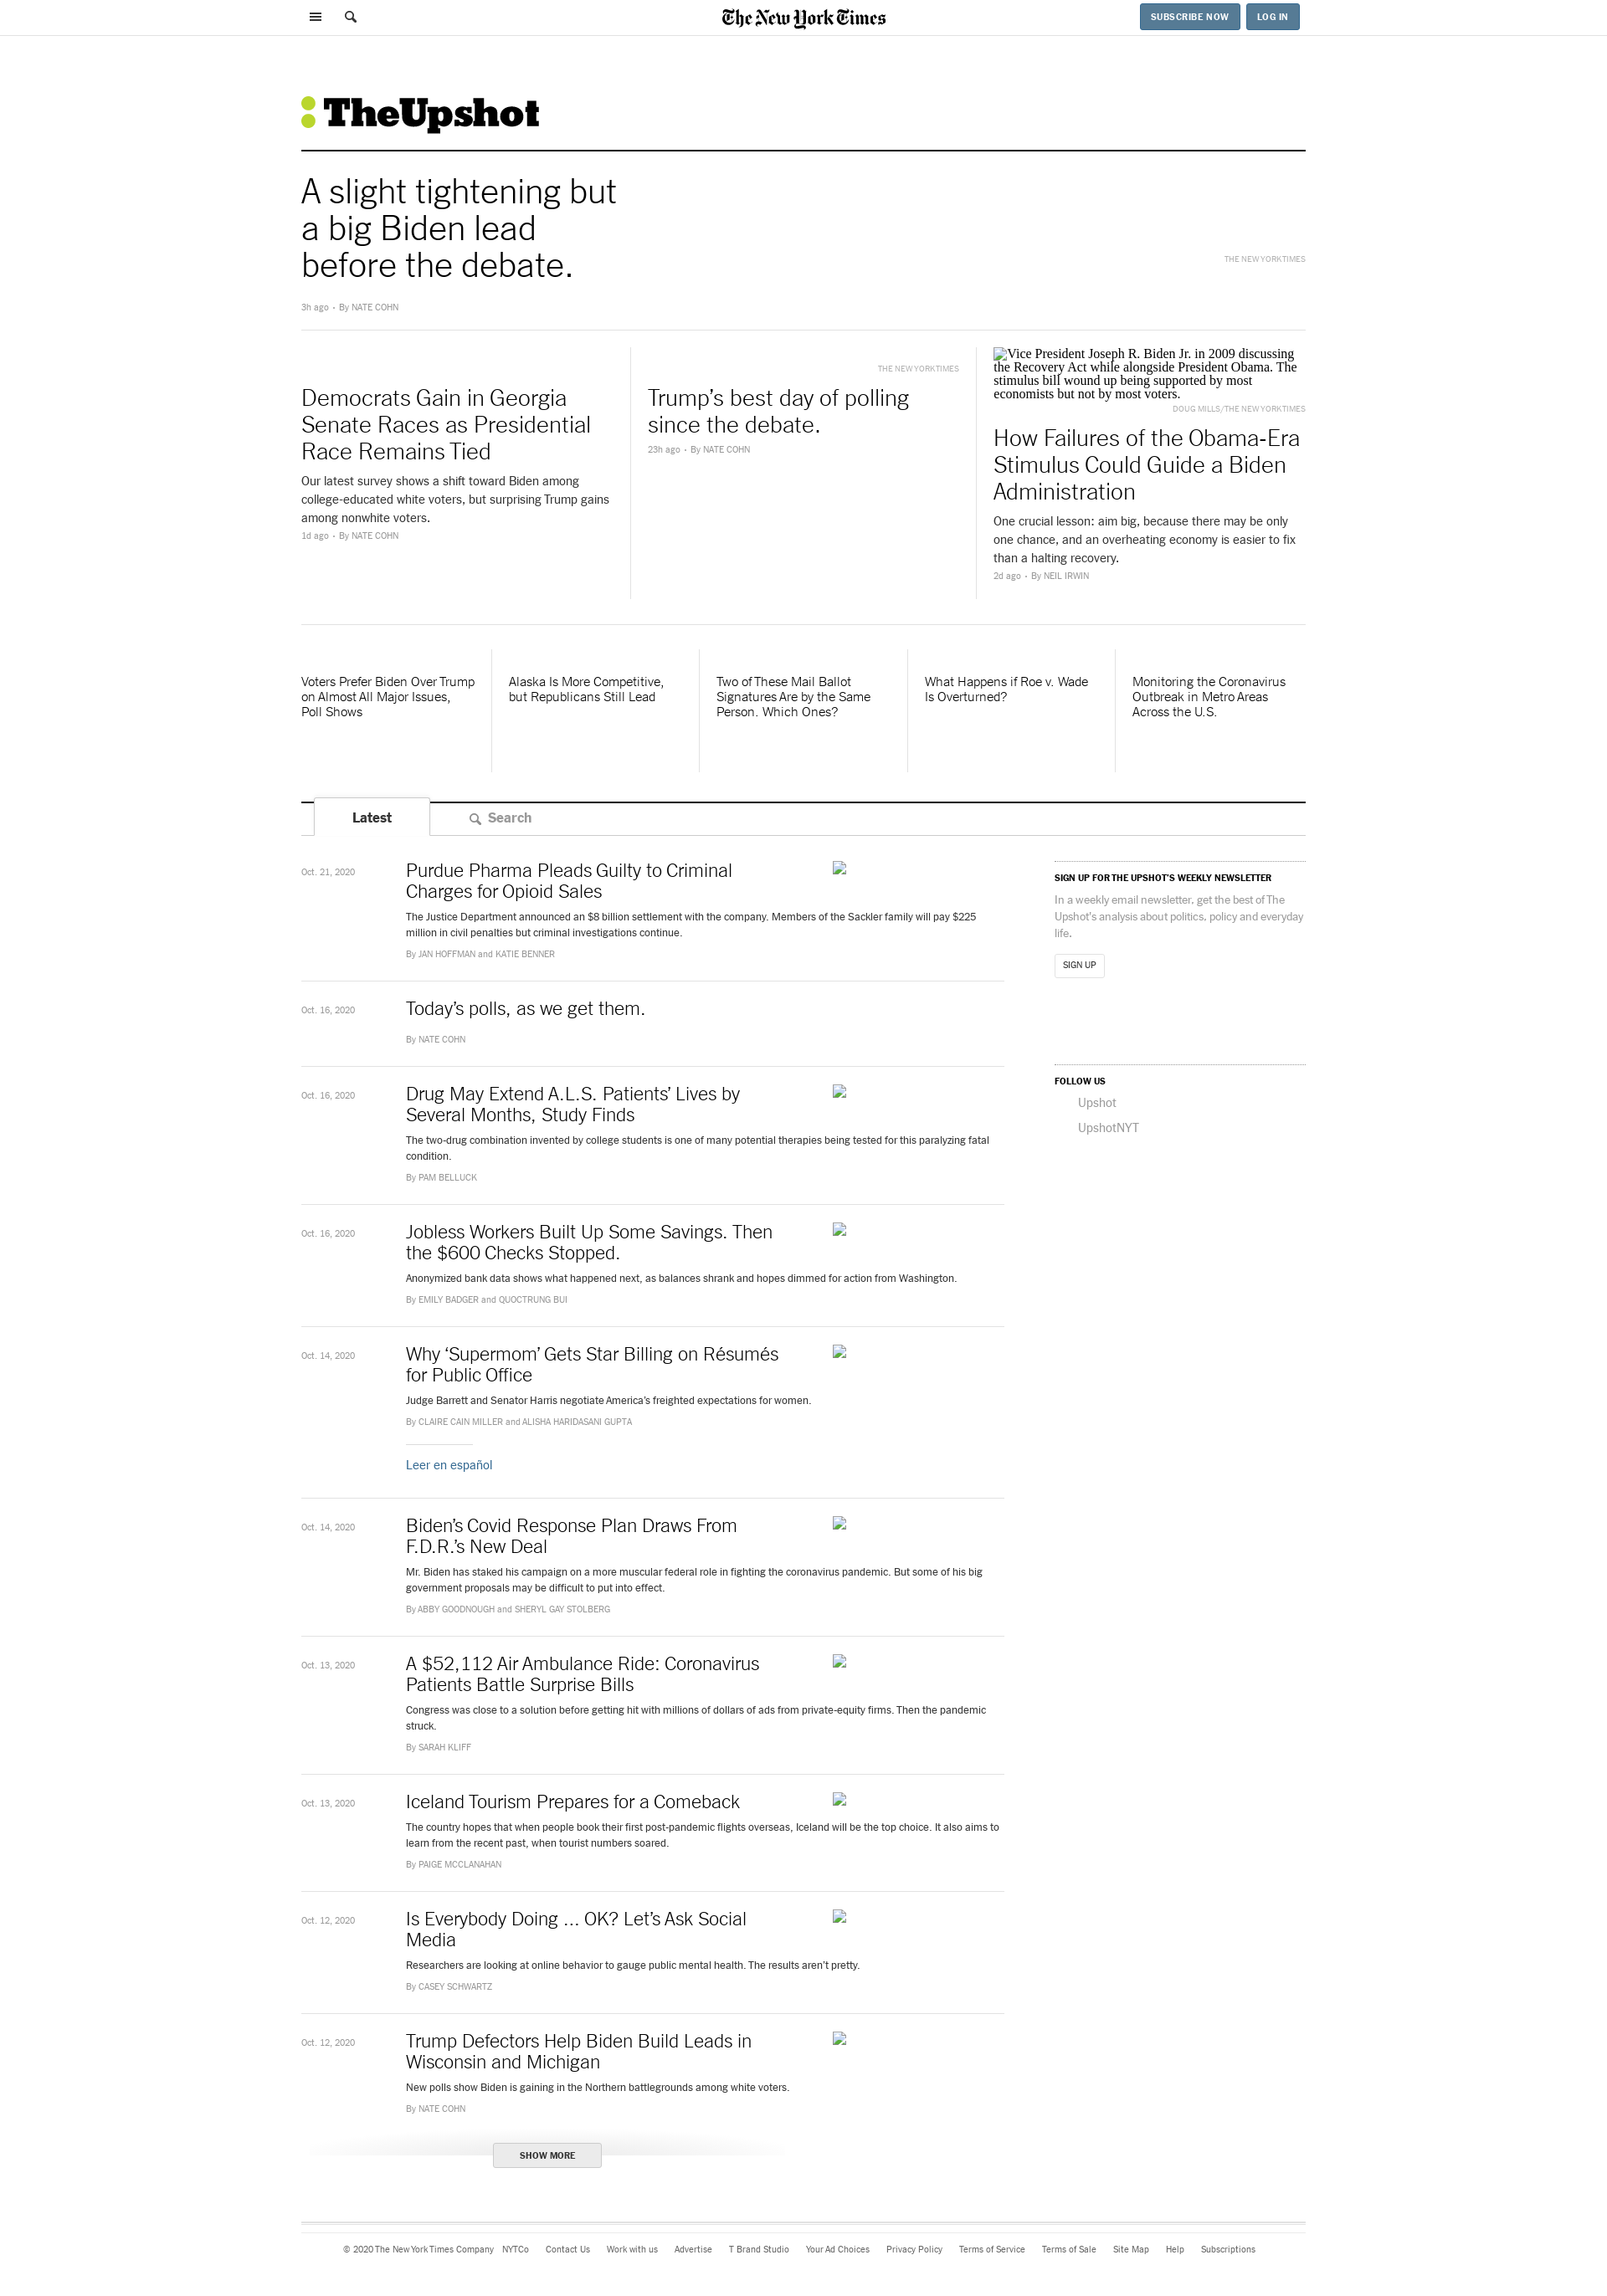 The New York Times
SUBSCRIBE NOW
LOG IN
TheUpshot
A slight tightening but
a big Biden lead
before the debate.
THE NEW YORK TIMES
3h ago • By NATE COHN
Democrats Gain in Georgia
Senate Races as Presidential
Race Remains Tied
Our latest survey shows a shift toward Biden among
college-educated white voters, but surprising Trump gains
among nonwhite voters.
1d ago • By NATE COHN
THE NEW YORK TIMES
Trump’s best day of polling
since the debate.
23h ago • By NATE COHN
Vice President Joseph R. Biden Jr. in 2009 discussing
the Recovery Act while alongside President Obama. The
stimulus bill wound up being supported by most
economists but not by most voters.
DOUG MILLS/THE NEW YORK TIMES
How Failures of the Obama-Era
Stimulus Could Guide a Biden
Administration
One crucial lesson: aim big, because there may be only
one chance, and an overheating economy is easier to fix
than a halting recovery.
2d ago • By NEIL IRWIN
Voters Prefer Biden Over Trump
on Almost All Major Issues,
Poll Shows
Alaska Is More Competitive,
but Republicans Still Lead
Two of These Mail Ballot
Signatures Are by the Same
Person. Which Ones?
What Happens if Roe v. Wade
Is Overturned?
Monitoring the Coronavirus
Outbreak in Metro Areas
Across the U.S.
Latest
Search
Oct. 21, 2020
Purdue Pharma Pleads Guilty to Criminal
Charges for Opioid Sales
The Justice Department announced an $8 billion settlement with the company. Members of the Sackler family will pay $225
million in civil penalties but criminal investigations continue.
By JAN HOFFMAN and KATIE BENNER
Oct. 16, 2020
Today’s polls, as we get them.
By NATE COHN
Oct. 16, 2020
Drug May Extend A.L.S. Patients’ Lives by
Several Months, Study Finds
The two-drug combination invented by college students is one of many potential therapies being tested for this paralyzing fatal
condition.
By PAM BELLUCK
Oct. 16, 2020
Jobless Workers Built Up Some Savings. Then
the $600 Checks Stopped.
Anonymized bank data shows what happened next, as balances shrank and hopes dimmed for action from Washington.
By EMILY BADGER and QUOCTRUNG BUI
Oct. 14, 2020
Why ‘Supermom’ Gets Star Billing on Résumés
for Public Office
Judge Barrett and Senator Harris negotiate America’s freighted expectations for women.
By CLAIRE CAIN MILLER and ALISHA HARIDASANI GUPTA
Leer en español
Oct. 14, 2020
Biden’s Covid Response Plan Draws From
F.D.R.’s New Deal
Mr. Biden has staked his campaign on a more muscular federal role in fighting the coronavirus pandemic. But some of his big
government proposals may be difficult to put into effect.
By ABBY GOODNOUGH and SHERYL GAY STOLBERG
Oct. 13, 2020
A $52,112 Air Ambulance Ride: Coronavirus
Patients Battle Surprise Bills
Congress was close to a solution before getting hit with millions of dollars of ads from private-equity firms. Then the pandemic
struck.
By SARAH KLIFF
Oct. 13, 2020
Iceland Tourism Prepares for a Comeback
The country hopes that when people book their first post-pandemic flights overseas, Iceland will be the top choice. It also aims to
learn from the recent past, when tourist numbers soared.
By PAIGE MCCLANAHAN
Oct. 12, 2020
Is Everybody Doing ... OK? Let’s Ask Social
Media
Researchers are looking at online behavior to gauge public mental health. The results aren’t pretty.
By CASEY SCHWARTZ
Oct. 12, 2020
Trump Defectors Help Biden Build Leads in
Wisconsin and Michigan
New polls show Biden is gaining in the Northern battlegrounds among white voters.
By NATE COHN
SHOW MORE
SIGN UP FOR THE UPSHOT’S WEEKLY NEWSLETTER
In a weekly email newsletter, get the best of The
Upshot’s analysis about politics, policy and everyday
life.
SIGN UP
FOLLOW US
Upshot
UpshotNYT
© 2020 The New York Times Company NYTCo Contact Us Work with us Advertise T Brand Studio Your Ad Choices Privacy Policy Terms of Service Terms of Sale Site Map Help Subscriptions